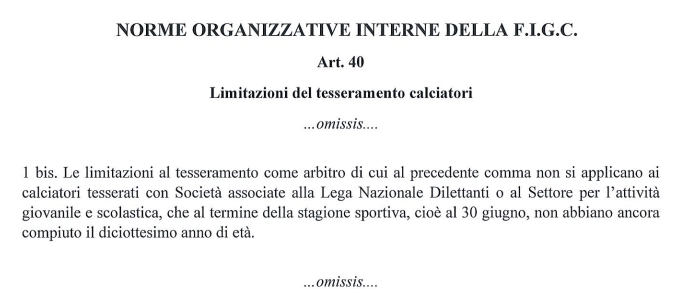 NORME ORGANIZZATIVE INTERNE DELLA F.I.G.C.
Art. 40
Limitazioni del tesseramento calciatori
...omissis....
1 bis. Le limitazioni al tesseramento come arbitro di cui al precedente comma non si applicano ai
calciatori tesserati con Società associate alla Lega Nazionale Dilettanti o al Settore per l’attività
giovanile e scolastica, che al termine della stagione sportiva, cioè al 30 giugno, non abbiano ancora
compiuto il diciottesimo anno di età.
...omissis....